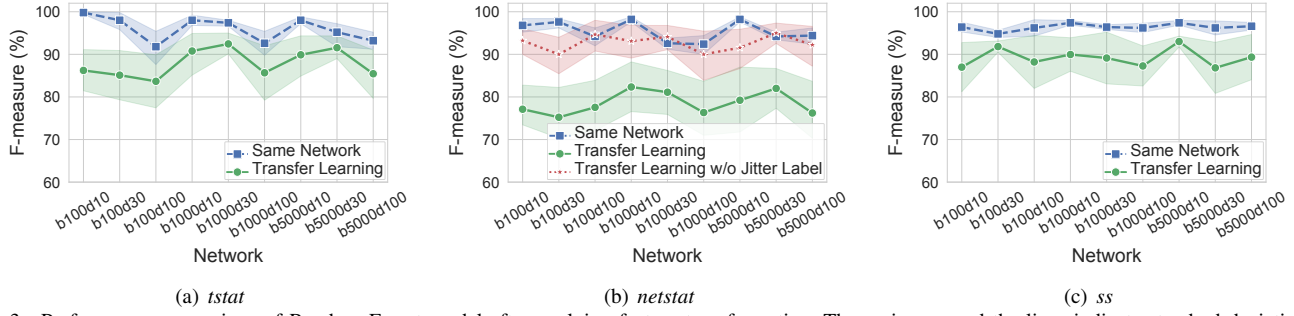 100
90
80
70
60
F-measure (%)
Same Network
Transfer Learning
b100d10
b100d30
b100d100
b1000d10
b1000d30
b1000d100
b5000d10
b5000d30
b5000d100
Network
(a) tstat
100
90
80
70
60
F-measure (%)
Same Network
Transfer Learning
Transfer Learning w/o Jitter Label
b100d10
b100d30
b100d100
b1000d10
b1000d30
b1000d100
b5000d10
b5000d30
b5000d100
Network
(b) netstat
100
90
80
70
60
F-measure (%)
Same Network
Transfer Learning
b100d10
b100d30
b100d100
b1000d10
b1000d30
b1000d100
b5000d10
b5000d30
b5000d100
Network
(c) ss